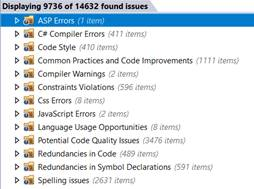 Displaying 9736 of 14632 found issues
ASP Errors (1 item)
C# Compiler Errors (411 items)
Code Style (410 items)
Common Practices and Code Improvements (1111 items)
Compiler Warnings (2 items)
Constraints Violations (596 items)
Css Errors (8 items)
JavaScript Errors (2 items)
Language Usage Opportunities (8 items)
Potential Code Quality Issues (3476 items)
Redundancies in Code (489 items)
Redundancies in Symbol Declarations (591 items)
Spelling issues (2631 items)